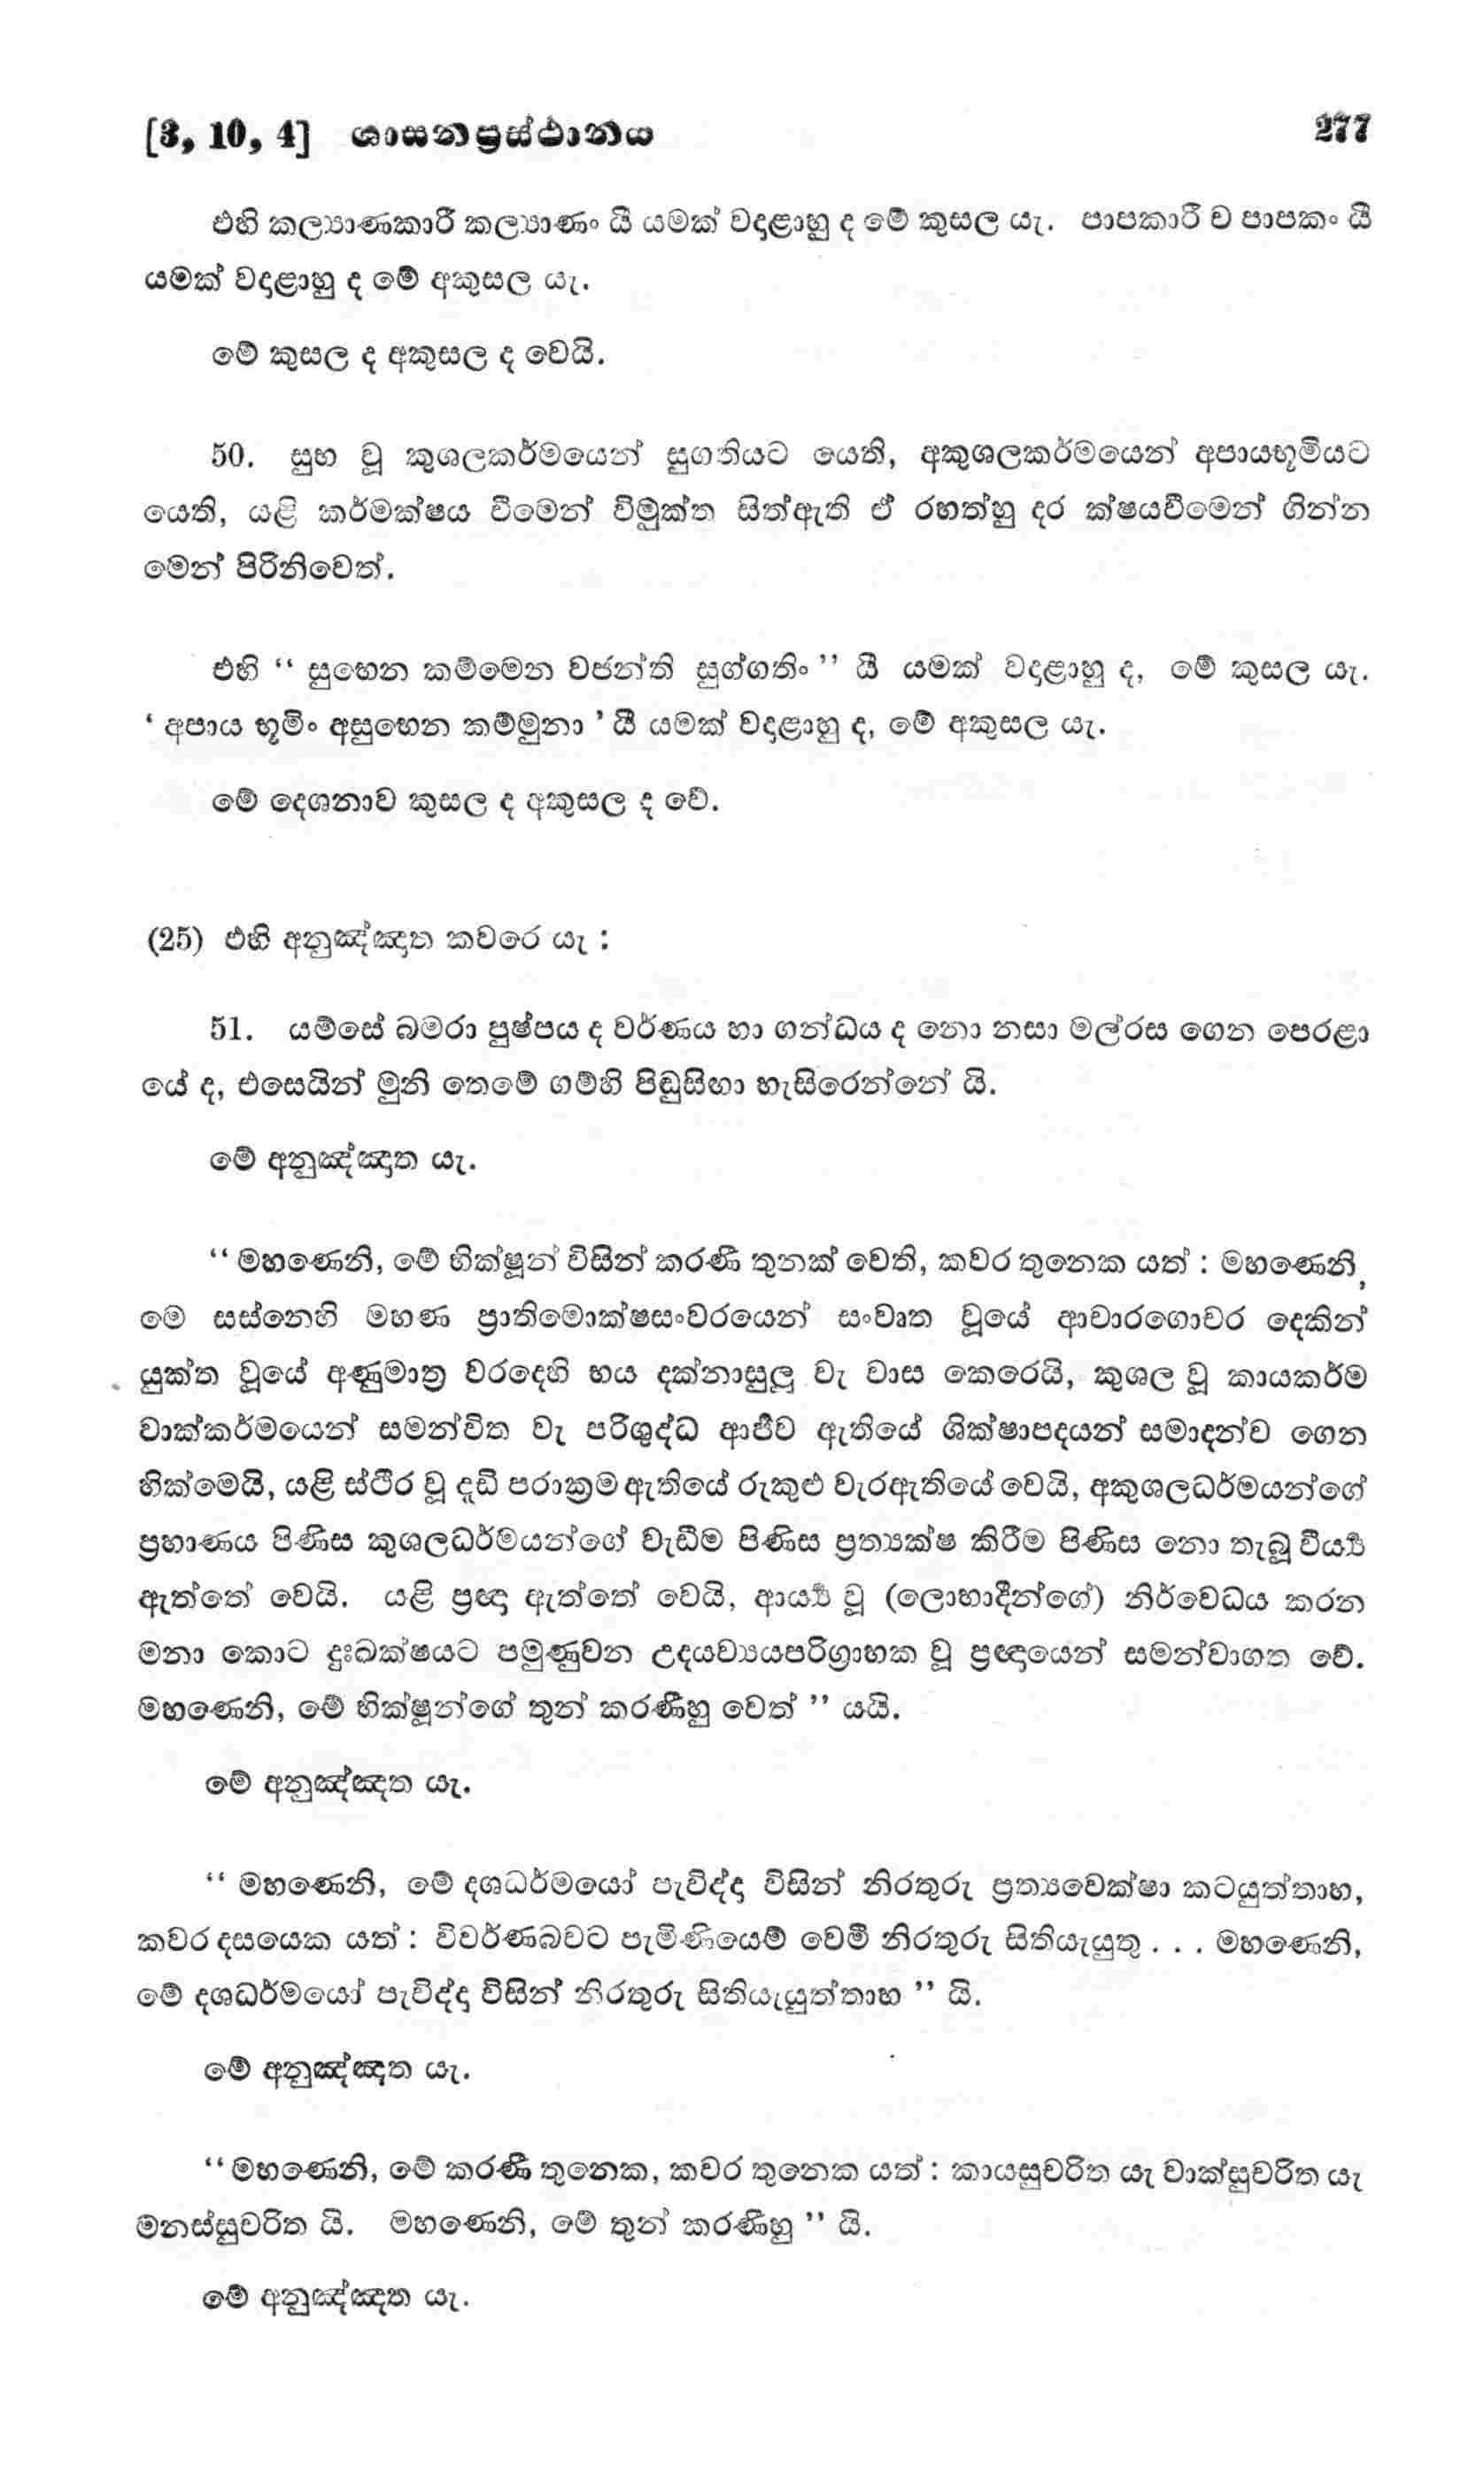 [3, 10, 4] ශාසනප්‍රස්ථානය 277
එහි කල්‍යාණකාරී කල්‍යාණං යී යමක් වදළාහු ද මේ කුසල යැ. පාපකාරී ච පාපකං යී
යමක් වදළාහු ද මේ අකුසල යැ.
මේ කුසල ද අකුසල ද වෙයි.
50. සුභ වූ කුශලකර්මයෙන් සුගතියට යෙති, අකුශලකර්මයෙන් අපායභූමියට
යෙති, යළි කර්මක්ෂය වීමෙන් විමුක්ත සිත්ඇති ඒ රහත්හු දර ක්ෂයවීමෙන් ගින්න
මෙන් පිරිනිවෙත්.
එහි “ සුභෙන කම්මෙන වජන්ති සුග්ගතිං ” යී යමක් වදළාහු ද, මේ කුසල යැ.
‘ අපාය භූමිං අසුභෙන කම්මුනා ’ යී යමක් වදළාහු ද, මේ අකුසල යැ.
මේ දෙශනාව කුසල ද අකුසල ද වේ.
(25) එහි අනුඤ්ඤාත කවරෙ යැ :
51. යම්සේ බමරා පුෂ්පය ද වර්ණය හා ගන්ධය ද නො නසා මල්රස ගෙන පෙරළා
යේ ද, එසෙයින් මුනි තෙමේ ගම්හි පිඬුසිඟා හැසිරෙන්නේ යි.
මේ අනුඤ්ඤාත යැ.
“ මහණෙනි, මේ භික්ෂූන් විසින් කරණී තුනක් වෙති, කවර තුනෙක යත් : මහණෙනි,
මෙ සස්නෙහි මහණ ප්‍රාතිමොක්ෂසංවරයෙන් සංවෘත වූයේ ආචාරගොචර දෙකින්
යුක්ත වූයේ අණුමාත්‍ර වරදෙහි භය දක්නාසුලු වැ වාස කෙරෙයි, කුශල වූ කායකර්ම
වාක්කර්මයෙන් සමන්විත වැ පරිශුද්ධ ආජීව ඇතියේ ශික්ෂාපදයන් සමාදන්ව ගෙන
හික්මෙයි, යළි ස්ථිර වූ දැඩි පරාක්‍රම ඇතියේ රුකුළු වැරඇතියේ වෙයි, අකුශලධර්මයන්ගේ
ප්‍රහාණය පිණිස කුශලධර්මයන්ගේ වැඩීම පිණිස ප්‍රත්‍යක්ෂ කිරීම පිණිස නො තැබූ වීර්‍ය්‍ය
ඇත්තේ වෙයි. යළි ප්‍රඥා ඇත්තේ වෙයි, ආර්‍ය්‍ය වූ (ලොභාදීන්ගේ) නිර්වෙධය කරන
මනා කොට දුඃඛක්ෂයට පමුණුවන උදයව්‍යයපරිග්‍රාහක වූ ප්‍රඥායෙන් සමන්වාගත වේ.
මහණෙනි, මේ භික්ෂූන්ගේ තුන් කරණීහු වෙත් ” යයි.
මේ අනුඤ්ඤත යැ.
“ මහණෙනි, මේ දශධර්මයෝ පැවිද්ද විසින් නිරතුරු ප්‍රත්‍යවෙක්ෂා කටයුත්තාහ,
කවර දසයෙක යත් : විවර්ණබවට පැමිණියෙම් වෙමී නිරතුරු සිතියැයුතු . . . මහණෙනි,
මේ දශධර්මයෝ පැවිද්ද විසින් නිරතුරු සිතියැයුත්තාහ ” යි.
මේ අනුඤ්ඤත යැ.
“ මහණෙනි, මේ කරණී තුනෙක, කවර තුනෙක යත් : කායසුචරිත යැ වාක්සුචරිත යැ
මනස්සුචරිත යි. මහණෙනි, මේ තුන් කරණීහු ” යි.
මේ අනුඤ්ඤත යැ.